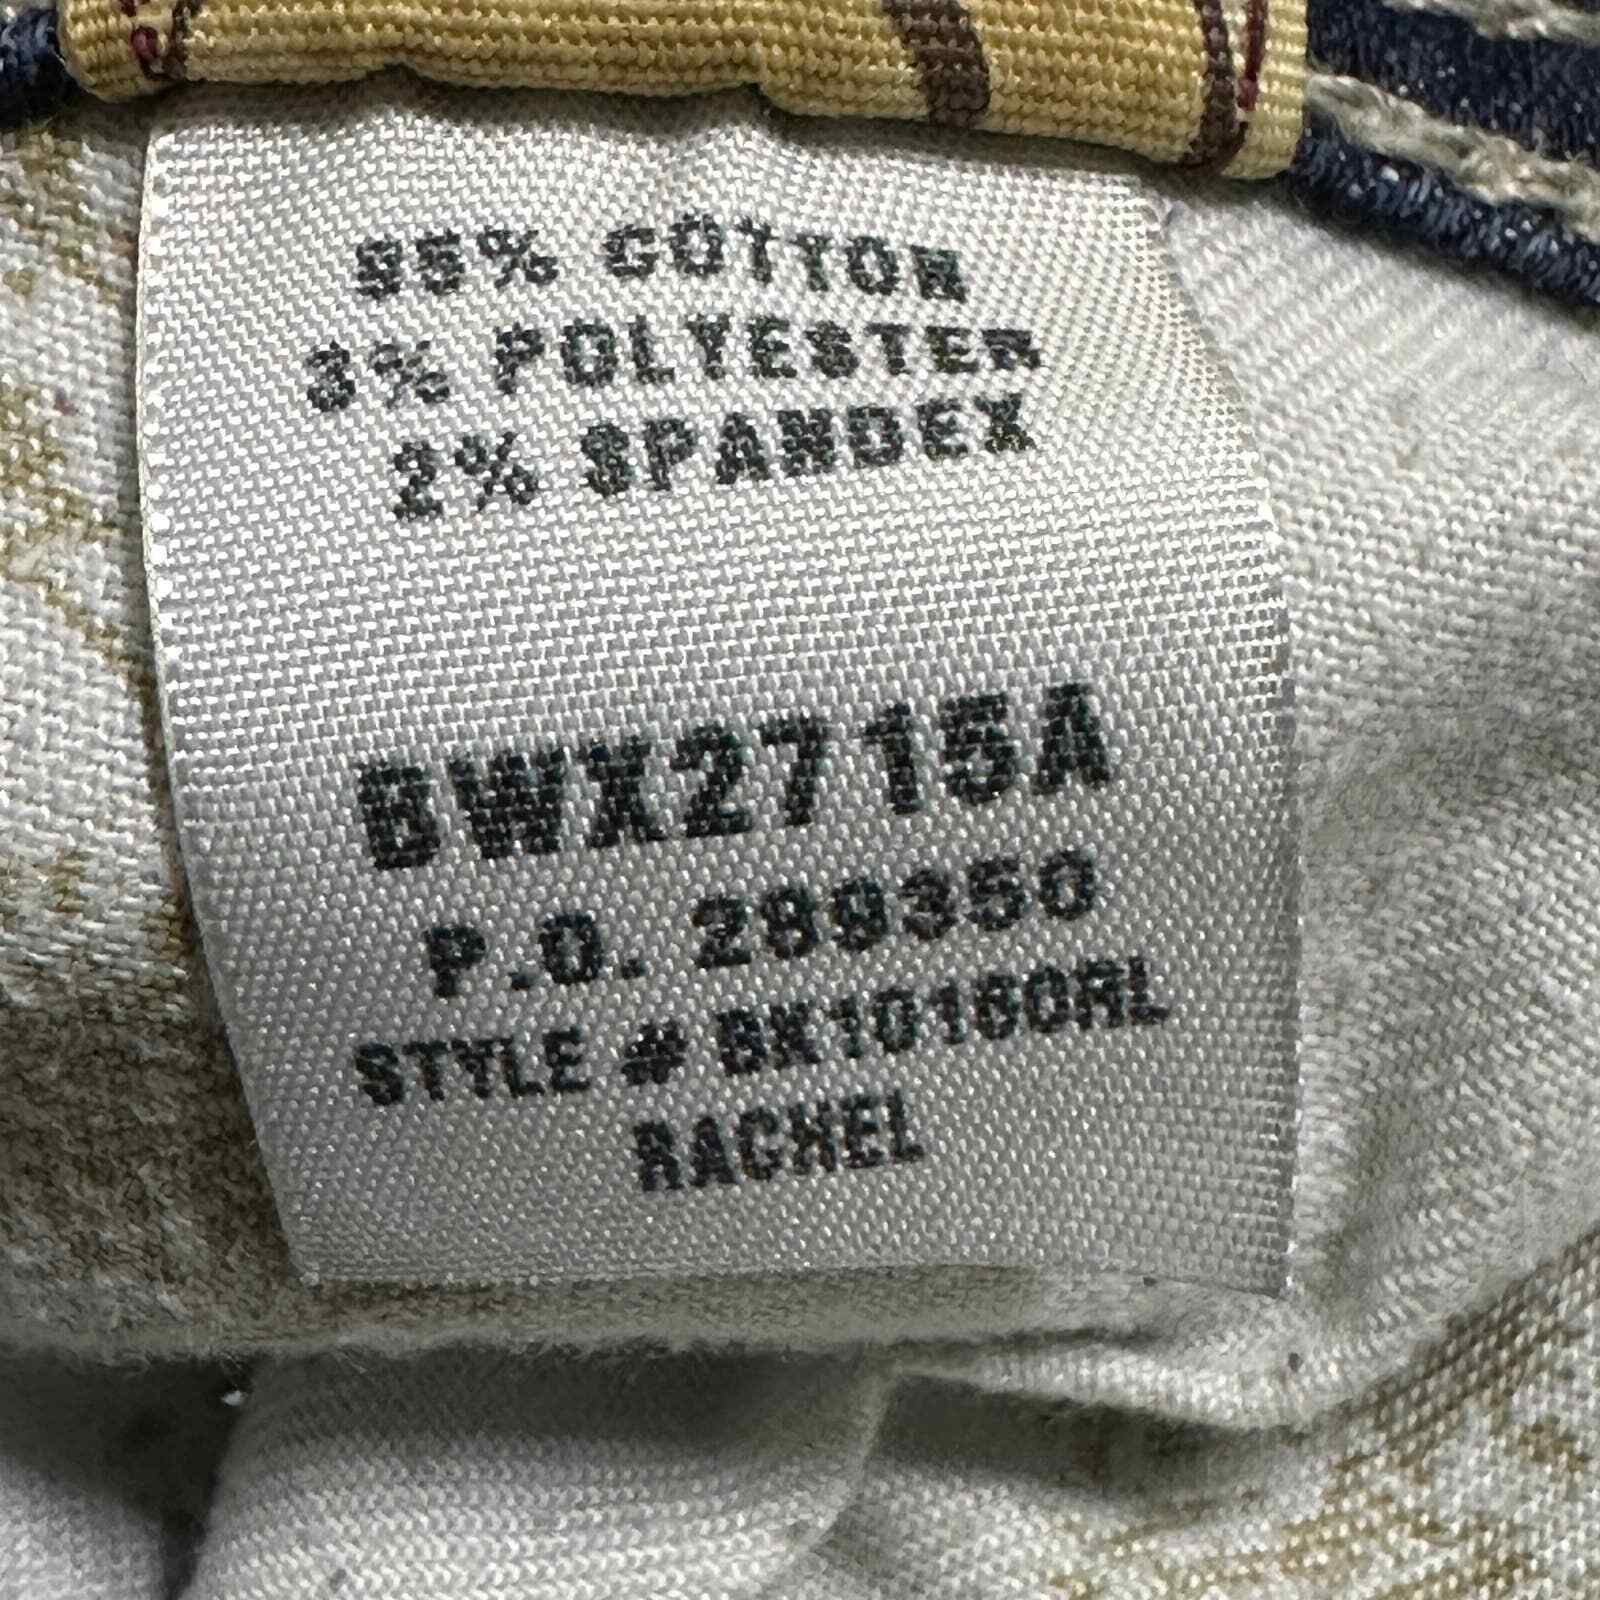 95% COTTON
3% POLYESTER
2% SPANDEX
BWX2715A
P.O. 289350
STYLE # BX10160RL
RACHEL